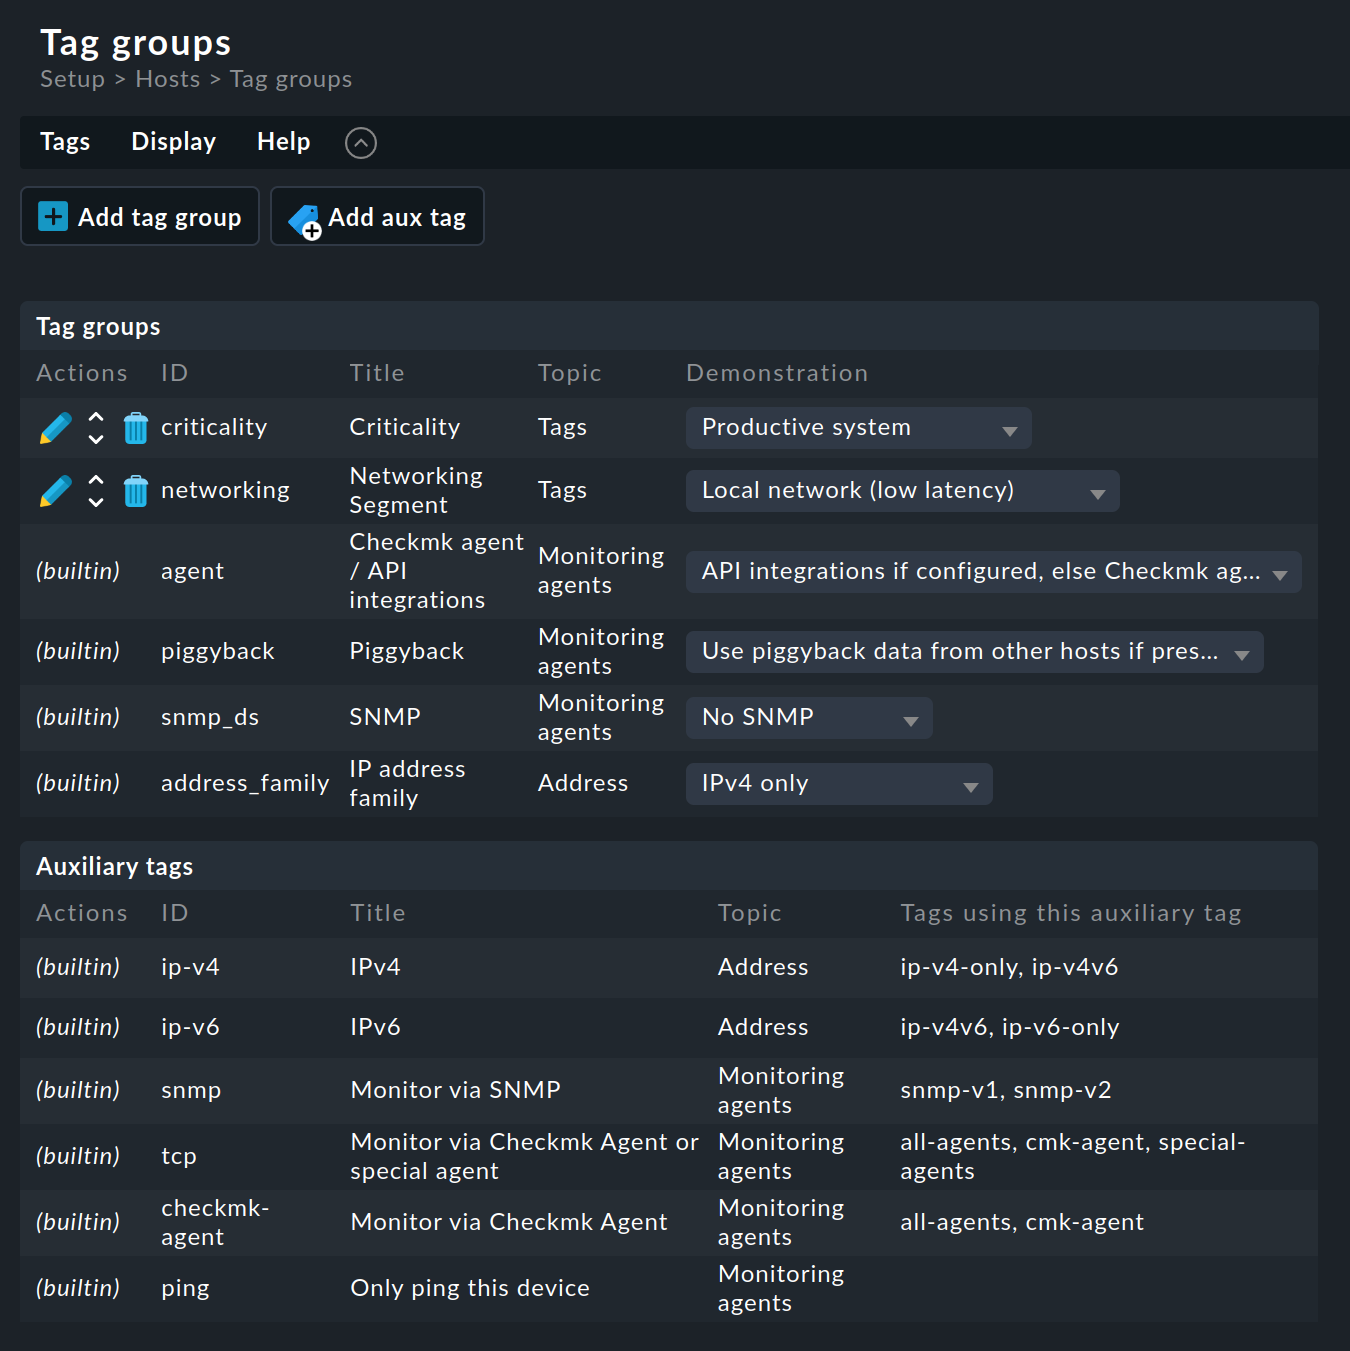 Tag groups
Setup > Hosts > Tag groups
Tags Display Help
Add tag group Add aux tag
Tag groups
Actions ID Title Topic Demonstration
criticality Criticality Tags Productive system
networking Networking Segment Tags Local network (low latency)
(builtin) agent Checkmk agent / API integrations Monitoring agents API integrations if configured, else Checkmk ag...
(builtin) piggyback Piggyback Monitoring agents Use piggyback data from other hosts if pres...
(builtin) snmp_ds SNMP Monitoring agents No SNMP
(builtin) address_family IP address family Address IPv4 only
Auxiliary tags
Actions ID Title Topic Tags using this auxiliary tag
(builtin) ip-v4 IPv4 Address ip-v4-only, ip-v4v6
(builtin) ip-v6 IPv6 Address ip-v4v6, ip-v6-only
(builtin) snmp Monitor via SNMP Monitoring agents snmp-v1, snmp-v2
(builtin) tcp Monitor via Checkmk Agent or special agent Monitoring agents all-agents, cmk-agent, special-agents
(builtin) checkmk-agent Monitor via Checkmk Agent Monitoring agents all-agents, cmk-agent
(builtin) ping Only ping this device Monitoring agents